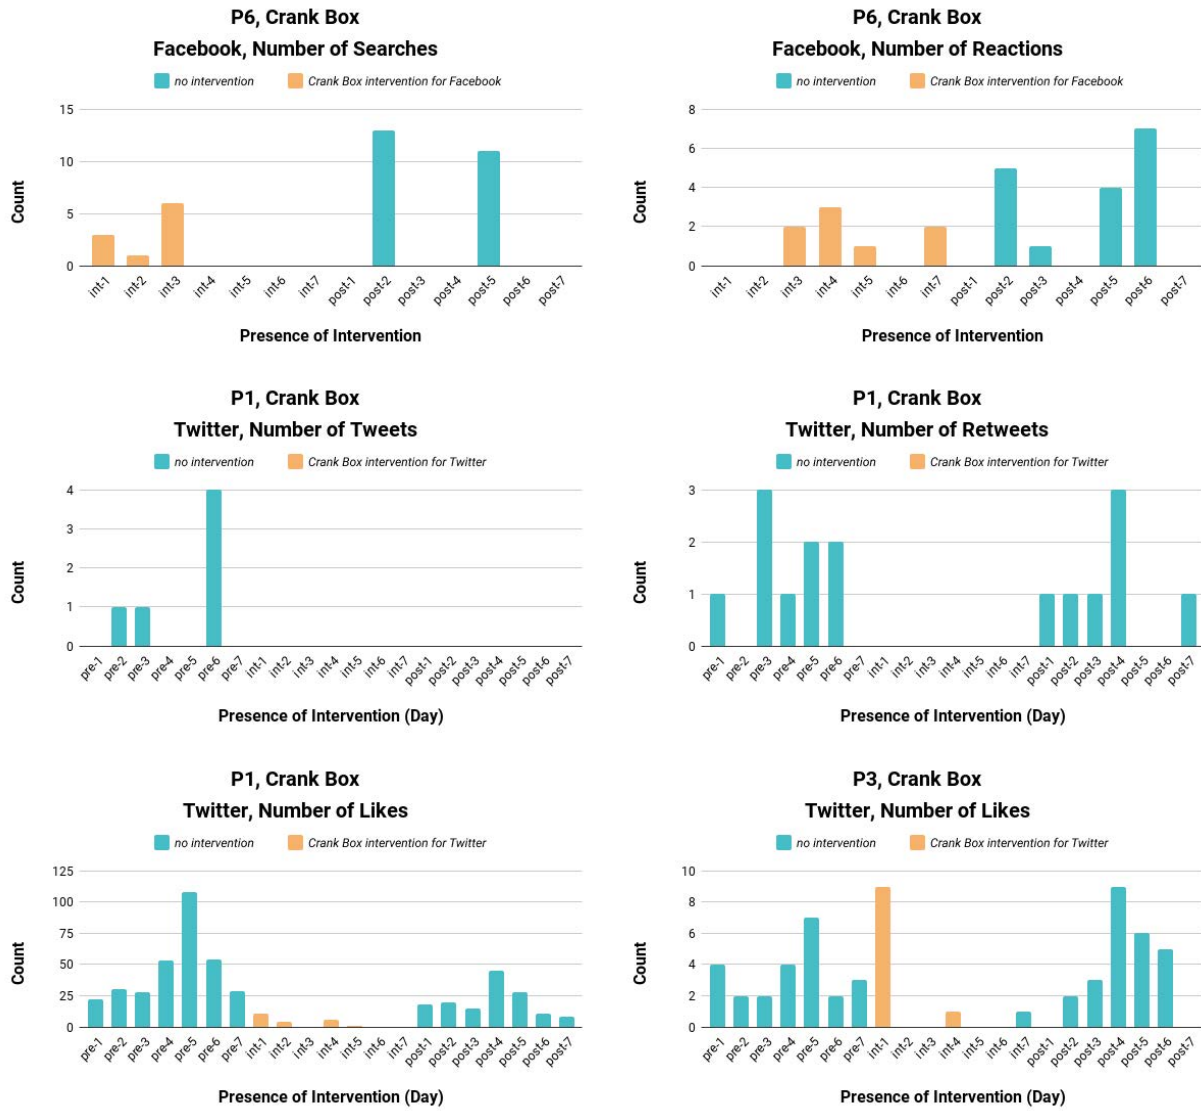 P6, Crank Box
Facebook, Number of Searches
no intervention
Crank Box intervention for Facebook
15
10
5
0
Count
int-1
int-2
int-3
int-4
int-5
int-6
int-7
post-1
post-2
post-3
post-4
post-5
post6
post-7
Presence of Intervention
P6, Crank Box
Facebook, Number of Reactions
no intervention
Crank Box intervention for Facebook
8
6
4
2
0
Count
int-1
int-2
int-3
int-4
int-5
int-6
int-7
post-1
post-2
post-3
post-4
post-5
post6
post-7
Presence of Intervention
P1, Crank Box
Twitter, Number of Tweets
no intervention
Crank Box intervention for Twitter
4
3
2
1
0
Count
pre-1
pre-2
pre-3
pre-4
pre-5
pre-6
pre-7
int-1
int-2
int-3
int-4
int-5
int-6
int-7
post-1
post-2
post-3
post-4
post-5
post-6
post-7
Presence of Intervention (Day)
P1, Crank Box
Twitter, Number of Retweets
no intervention
Crank Box intervention for Twitter
3
2
1
0
Count
pre-1
pre-2
pre-3
pre-4
pre-5
pre-6
pre-7
int-1
int-2
int-3
int-4
int-5
int-6
int-7
post-1
post-2
post-3
post-4
post-5
post-6
post-7
Presence of Intervention (Day)
P1, Crank Box
Twitter, Number of Likes
no intervention
Crank Box intervention for Twitter
125
100
75
50
25
0
Count
pre-1
pre-2
pre-3
pre-4
pre-5
pre-6
pre-7
int-1
int-2
int-3
int-4
int-5
int-6
int-7
post-1
post-2
post-3
post-4
post-5
post-6
post-7
Presence of Intervention (Day)
P3, Crank Box
Twitter, Number of Likes
no intervention
Crank Box intervention for Twitter
10
8
6
4
2
0
Count
pre-1
pre-2
pre-3
pre-4
pre-5
pre-6
pre-7
int-1
int-2
int-3
int-4
int-5
int-6
int-7
post-1
post-2
post-3
post-4
post-5
post-6
post-7
Presence of Intervention (Day)